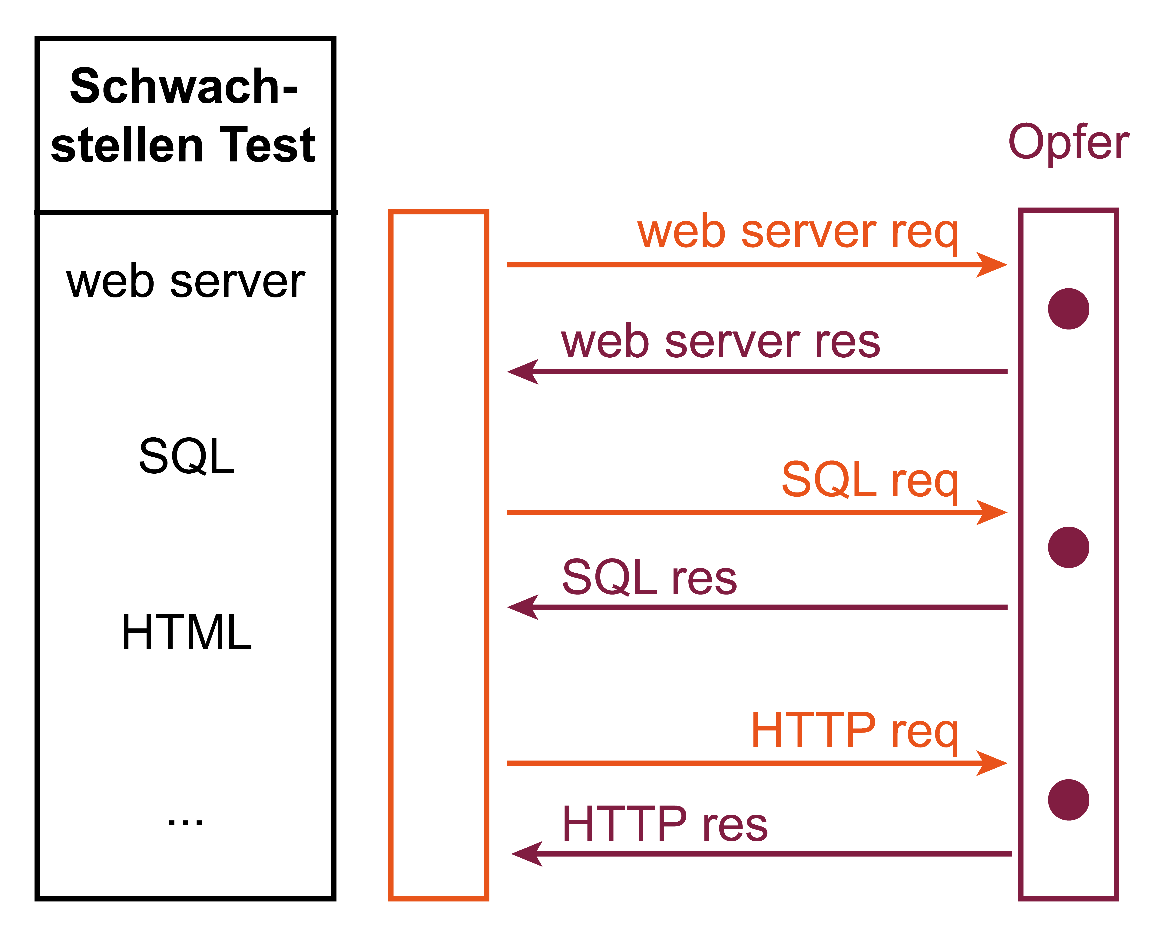 Schwach-
stellen Test
web server
SQL
HTML
...
Opfer
web server req
web server res
SQL req
SQL res
HTTP req
HTTP res